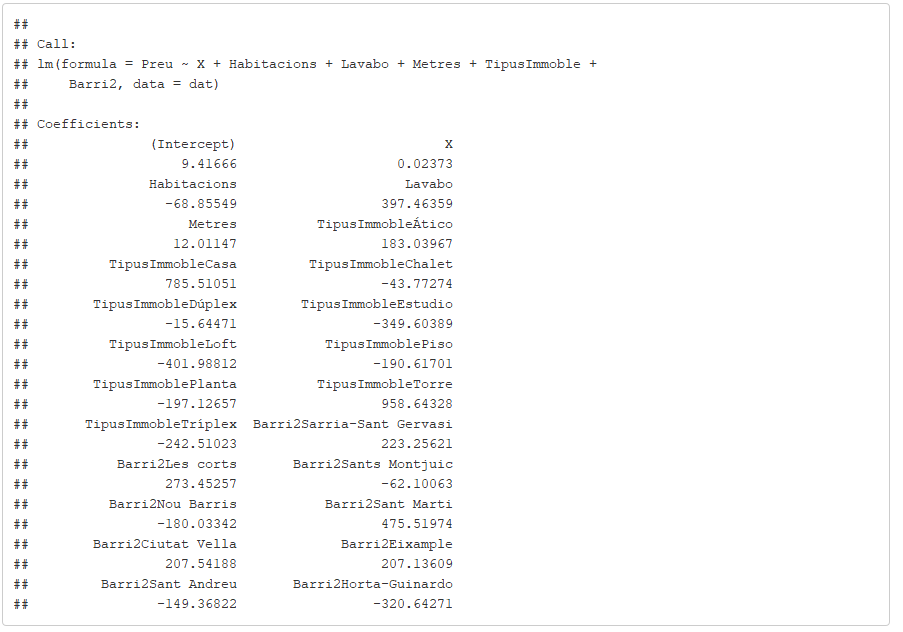 ##
## Call:
## lm(formula = Preu ~ X + Habitacions + Lavabo + Metres + TipusImmoble +
##     Barri2, data = dat)
##
## Coefficients:
##               (Intercept)                          X
##                   9.41666                    0.02373
##               Habitacions                     Lavabo
##                 -68.85549                  397.46359
##                    Metres          TipusImmobleÁtico
##                  12.01147                  183.03967
##          TipusImmobleCasa         TipusImmobleChalet
##                 785.51051                  -43.77274
##        TipusImmobleDúplex        TipusImmobleEstudio
##                 -15.64471                 -349.60389
##          TipusImmobleLoft           TipusImmoblePiso
##                -401.98812                 -190.61701
##        TipusImmoblePlanta          TipusImmobleTorre
##                -197.12657                  958.64328
##       TipusImmobleTríplex  Barri2Sarria-Sant Gervasi
##                -242.51023                  223.25621
##           Barri2Les corts       Barri2Sants Montjuic
##                 273.45257                  -62.10063
##          Barri2Nou Barris           Barri2Sant Marti
##                -180.03342                  475.51974
##        Barri2Ciutat Vella             Barri2Eixample
##                 207.54188                  207.13609
##         Barri2Sant Andreu       Barri2Horta-Guinardo
##                -149.36822                 -320.64271